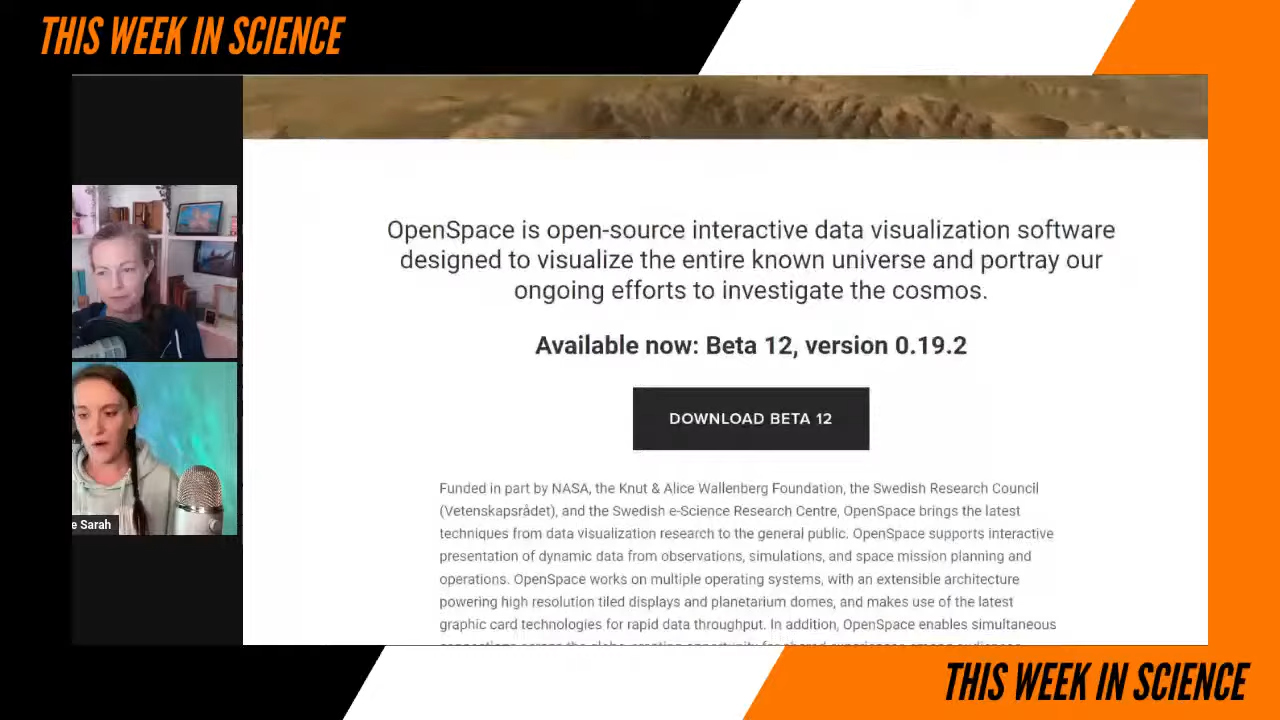 THIS WEEK IN SCIENCE
OpenSpace is open-source interactive data visualization software
designed to visualize the entire known universe and portray our
ongoing efforts to investigate the cosmos.
Available now: Beta 12, version 0.19.2
DOWNLOAD BETA 12
Funded in part by NASA, the Knut & Alice Wallenberg Foundation, the Swedish Research Council
(Vetenskapsrådet), and the Swedish e-Science Research Centre, OpenSpace brings the latest
techniques from data visualization research to the general public. OpenSpace supports interactive
presentation of dynamic data from observations, simulations, and space mission planning and
operations. OpenSpace works on multiple operating systems, with an extensible architecture
powering high resolution tiled displays and planetarium domes, and makes use of the latest
graphic card technologies for rapid data throughput. In addition, OpenSpace enables simultaneous
e Sarah
THIS WEEK IN SCIENCE